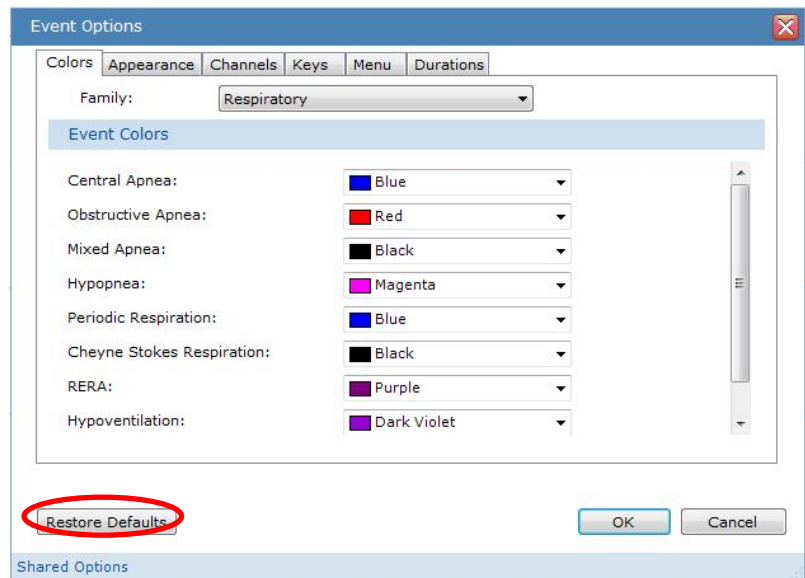 Event Options
Colors Appearance Channels Keys Menu Durations
Family: Respiratory
Event Colors
Central Apnea: Blue
Obstructive Apnea: Red
Mixed Apnea: Black
Hypopnea: Magenta
Periodic Respiration: Blue
Cheyne Stokes Respiration: Black
RERA: Purple
Hypoventilation: Dark Violet
Restore Defaults OK Cancel
Shared Options